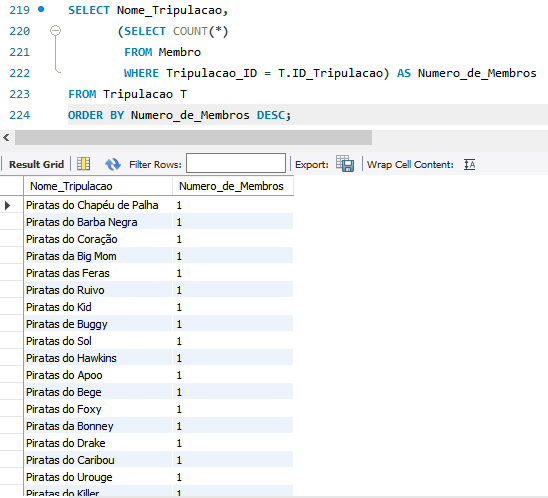 219 SELECT Nome_Tripulacao,
220 (SELECT COUNT(*)
221 FROM Membro
222 WHERE Tripulacao_ID = T.ID_Tripulacao) AS Numero_de_Membros
223 FROM Tripulacao T
224 ORDER BY Numero_de_Membros DESC;
Result Grid Filter Rows: Export: Wrap Cell Content:
Nome_Tripulacao Numero_de_Membros
Piratas do Chapéu de Palha 1
Piratas do Barba Negra 1
Piratas do Coração 1
Piratas da Big Mom 1
Piratas das Feras 1
Piratas do Ruivo 1
Piratas do Kid 1
Piratas de Buggy 1
Piratas do Sol 1
Piratas do Hawkins 1
Piratas do Apoo 1
Piratas do Bege 1
Piratas do Foxy 1
Piratas da Bonney 1
Piratas do Drake 1
Piratas do Caribou 1
Piratas do Urouge 1
Piratas do Killer 1